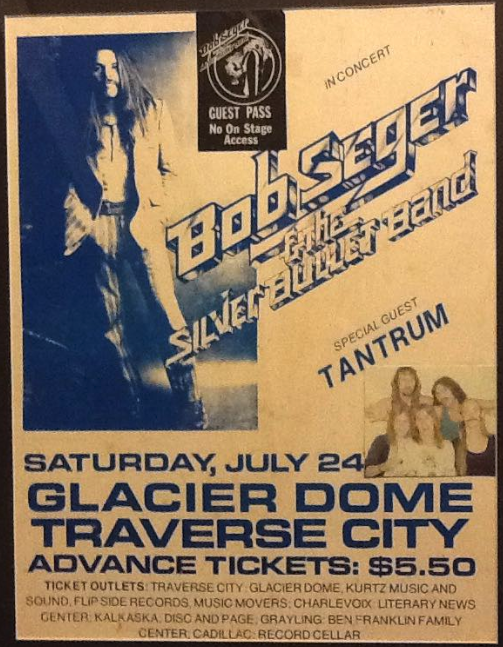 Bob Seger
GUEST PASS
No On Stage
Access
IN CONCERT
Bob Seger
& the
Silver Bullet Band
SPECIAL GUEST
TANTRUM
SATURDAY, JULY 24
GLACIER DOME
TRAVERSE CITY
ADVANCE TICKETS: $5.50
TICKET OUTLETS: TRAVERSE CITY: GLACIER DOME, KURTZ MUSIC AND
SOUND, FLIP SIDE RECORDS, MUSIC MOVERS; CHARLEVOIX: LITERARY NEWS
CENTER; KALKASKA: DISC AND PAGE, GRAYLING: BEN FRANKLIN FAMILY
CENTER; CADILLAC: RECORD CELLAR